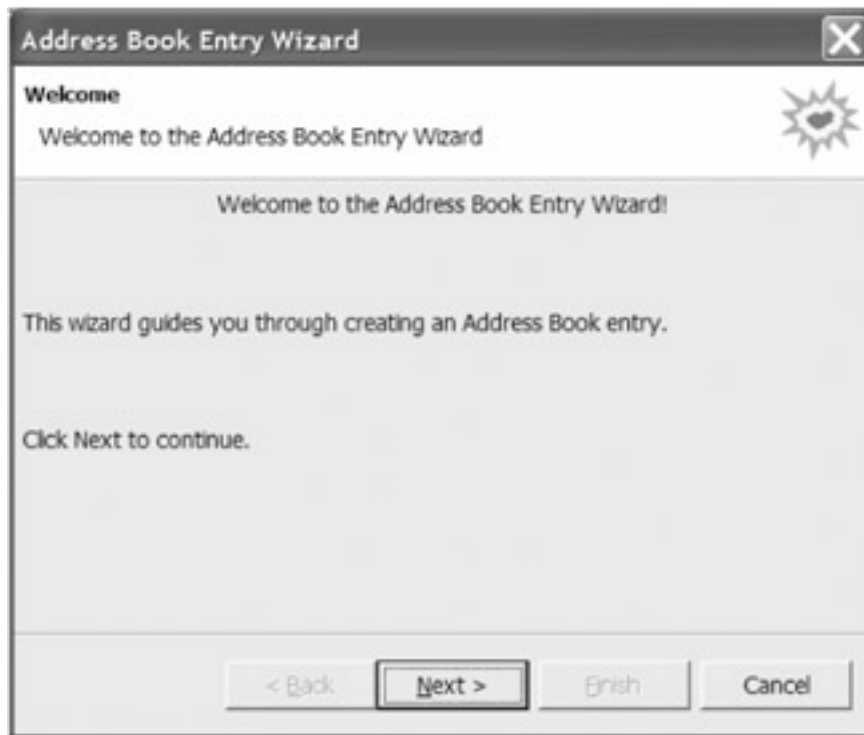 Address Book Entry Wizard
Welcome
Welcome to the Address Book Entry Wizard
Welcome to the Address Book Entry Wizard!
This wizard guides you through creating an Address Book entry.
Click Next to continue.
< Back Next > Finish Cancel